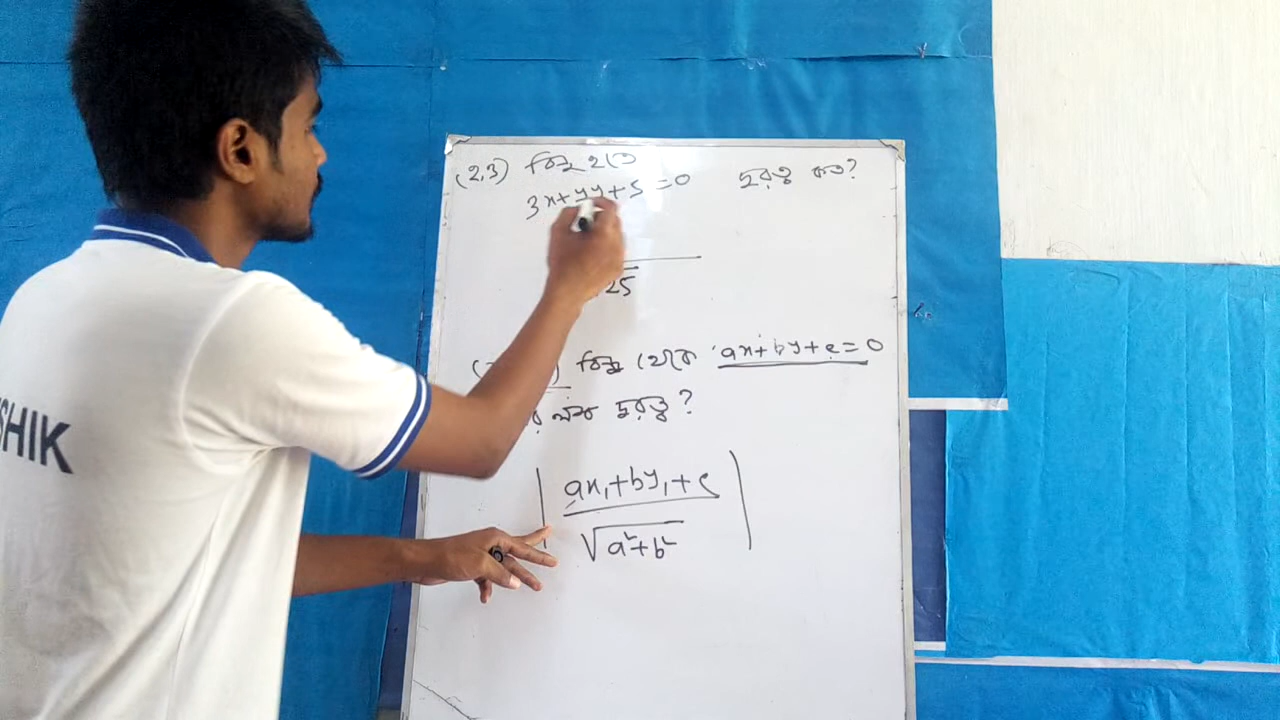 (2,3) বিন্দু হতে
3x+4y+5=0 দূরত্ব কত?
25
বিন্দু থেকে ax+by+c=0
লম্ব দূরত্ব?
|ax₁+by₁+c
√a²+b²|
SHIK